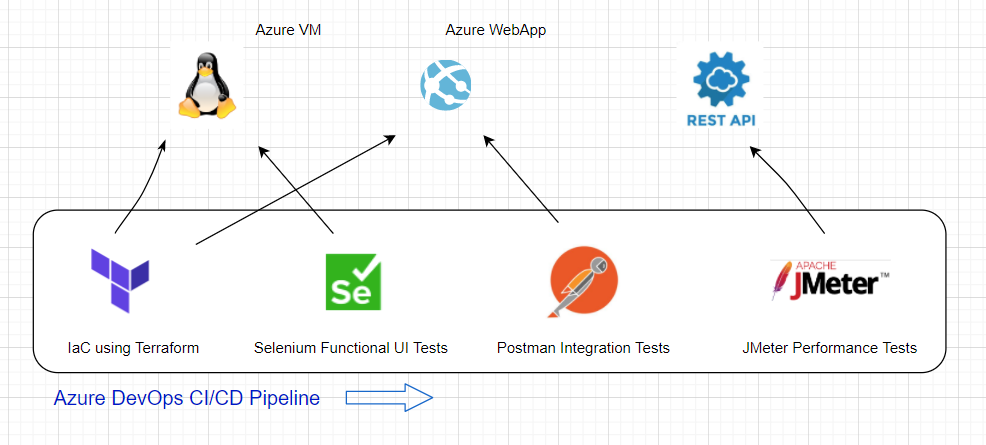 Azure VM
Azure WebApp
REST API
Se
APACHE
JMeter™
IaC using Terraform
Selenium Functional UI Tests
Postman Integration Tests
JMeter Performance Tests
Azure DevOps CI/CD Pipeline